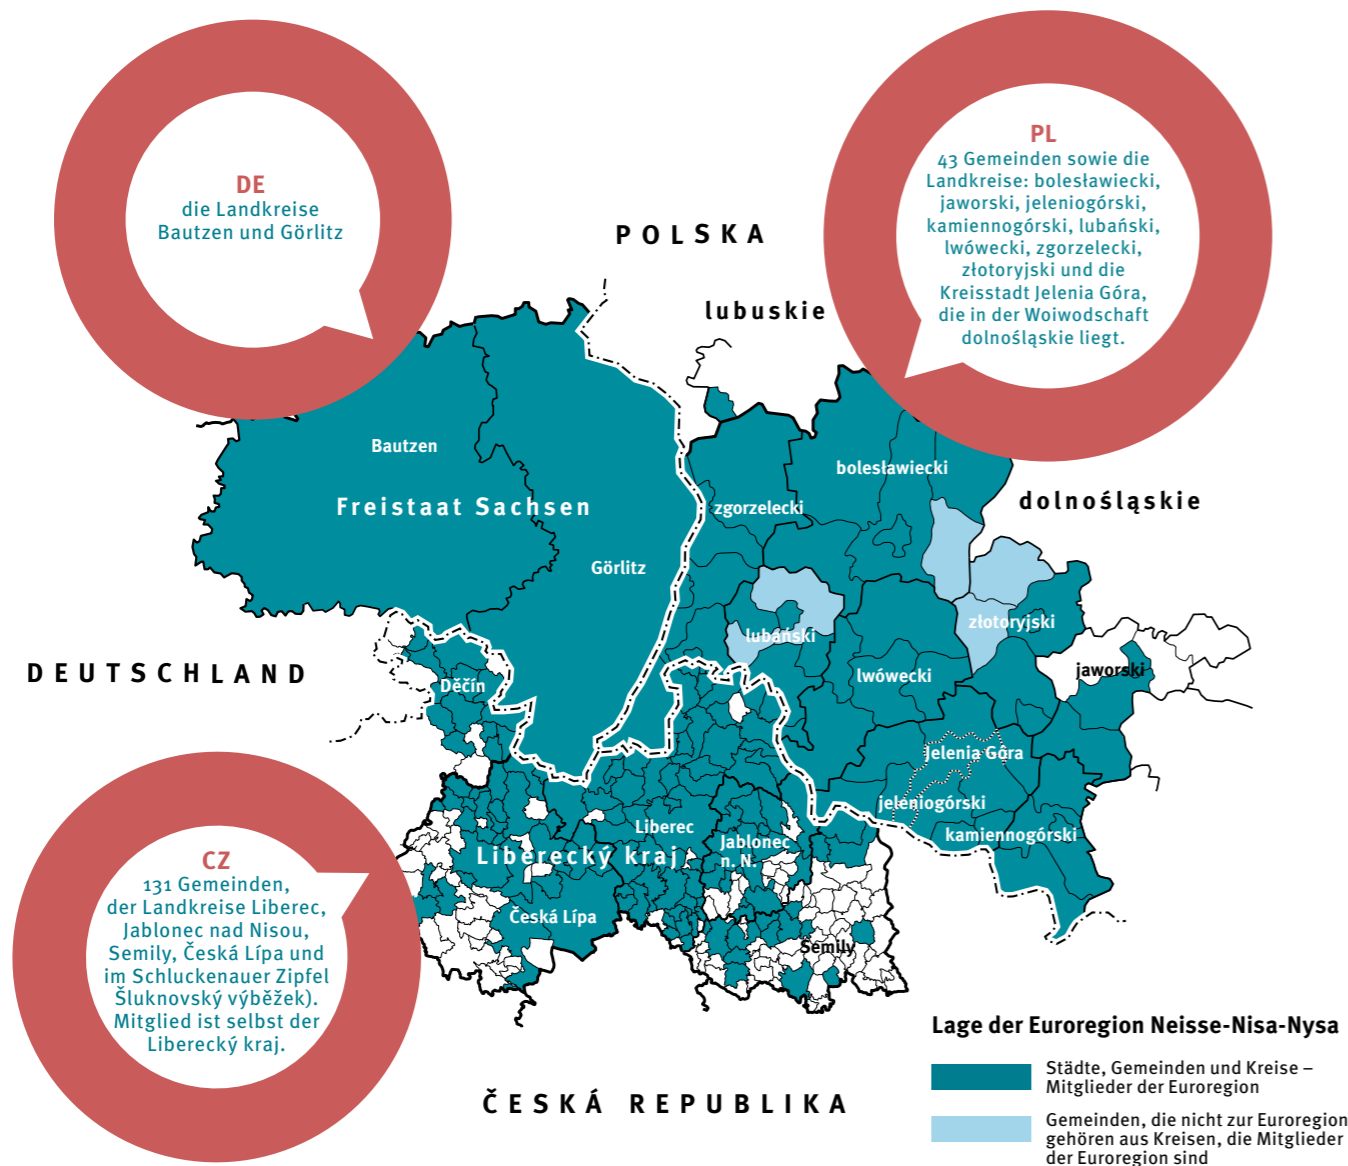 DE
die Landkreise
Bautzen und Görlitz
PL
43 Gemeinden sowie die
Landkreise: bolesławiecki,
jaworski, jeleniogórski,
kamiennogórski, lubański,
lwówecki, zgorzelecki,
złotoryjski und die
Kreisstadt Jelenia Góra,
die in der Woiwodschaft
dolnośląskie liegt.
POLSKA
lubuskie
Bautzen
Freistaat Sachsen
Görlitz
bolesławiecki
zgorzelecki
dolnośląskie
złotoryjski
lubański
jaworski
lwówecki
DEUTSCHLAND
Děčín
Jelenia Góra
jeleniogórski
kamiennogórski
Liberec
Jablonec
n. N.
Liberecký kraj
Česká Lípa
Semily
CZ
131 Gemeinden,
der Landkreise Liberec,
Jablonec nad Nisou,
Semily, Česká Lípa und
im Schluckenauer Zipfel
Šluknovský výběžek).
Mitglied ist selbst der
Liberecký kraj.
ČESKÁ REPUBLIKA
Lage der Euroregion Neisse-Nisa-Nysa
Städte, Gemeinden und Kreise –
Mitglieder der Euroregion
Gemeinden, die nicht zur Euroregion
gehören aus Kreisen, die Mitglieder
der Euroregion sind